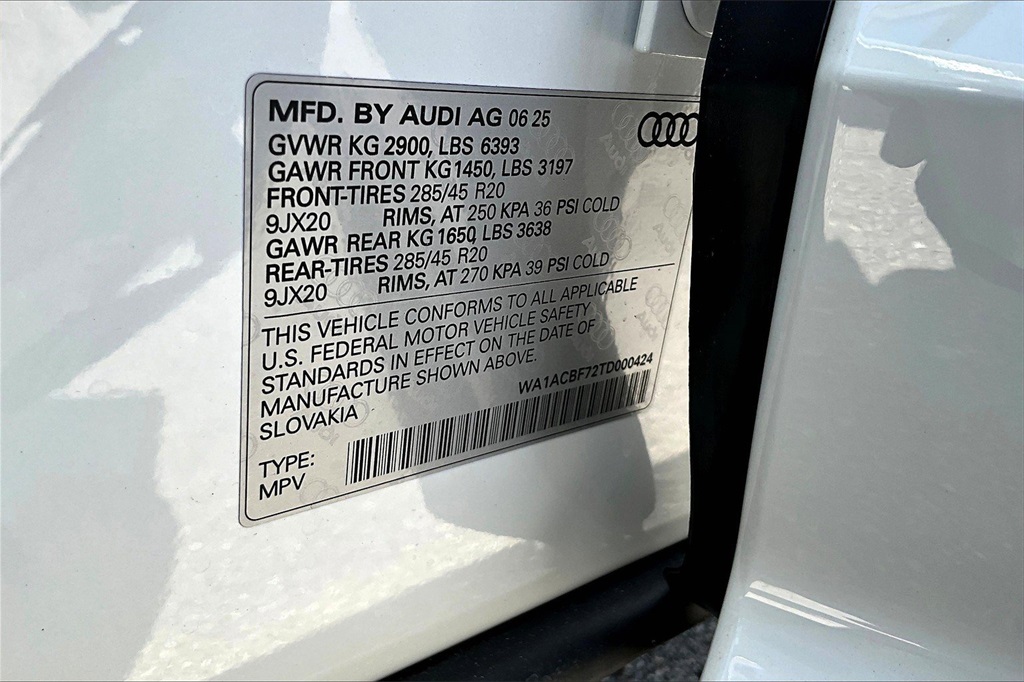 MFD. BY AUDI AG 06 25
GVWR KG 2900, LBS 6393
GAWR FRONT KG1450, LBS 3197
FRONT-TIRES 285/45 R20
9JX20 RIMS, AT 250 KPA 36 PSI COLD
GAWR REAR KG 1650, LBS 3638
REAR-TIRES 285/45 R20
9JX20 RIMS, AT 270 KPA 39 PSI COLD
THIS VEHICLE CONFORMS TO ALL APPLICABLE
U.S. FEDERAL MOTOR VEHICLE SAFETY
STANDARDS IN EFFECT ON THE DATE OF
MANUFACTURE SHOWN ABOVE.
SLOVAKIA
WA1ACBF72TD000424
TYPE:
MPV